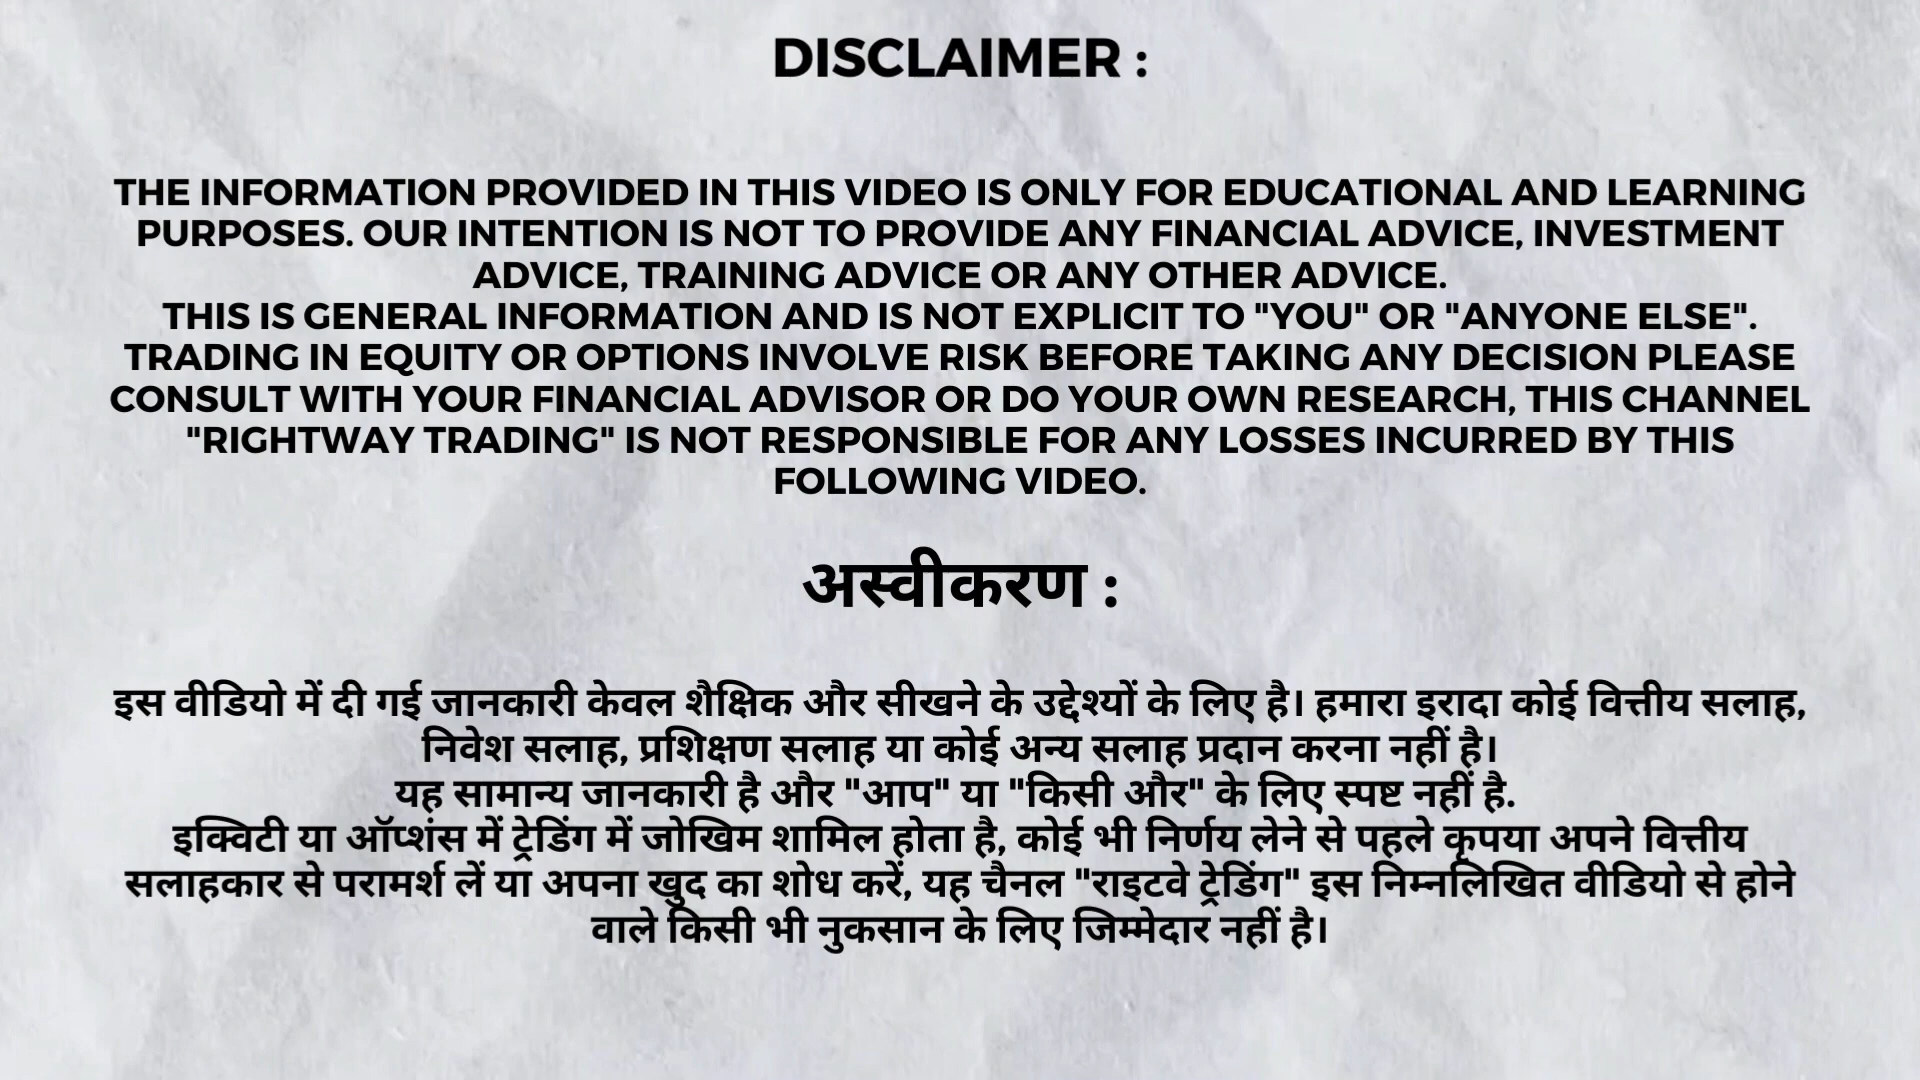 DISCLAIMER :
THE INFORMATION PROVIDED IN THIS VIDEO IS ONLY FOR EDUCATIONAL AND LEARNING
PURPOSES. OUR INTENTION IS NOT TO PROVIDE ANY FINANCIAL ADVICE, INVESTMENT
ADVICE, TRAINING ADVICE OR ANY OTHER ADVICE.
THIS IS GENERAL INFORMATION AND IS NOT EXPLICIT TO "YOU" OR "ANYONE ELSE".
TRADING IN EQUITY OR OPTIONS INVOLVE RISK BEFORE TAKING ANY DECISION PLEASE
CONSULT WITH YOUR FINANCIAL ADVISOR OR DO YOUR OWN RESEARCH, THIS CHANNEL
"RIGHTWAY TRADING" IS NOT RESPONSIBLE FOR ANY LOSSES INCURRED BY THIS
FOLLOWING VIDEO.
अस्वीकरण :
इस वीडियो में दी गई जानकारी केवल शैक्षिक और सीखने के उद्देश्यों के लिए है। हमारा इरादा कोई वित्तीय सलाह,
निवेश सलाह, प्रशिक्षण सलाह या कोई अन्य सलाह प्रदान करना नहीं है।
यह सामान्य जानकारी है और "आप" या "किसी और" के लिए स्पष्ट नहीं है.
इक्विटी या ऑप्शंस में ट्रेडिंग में जोखिम शामिल होता है, कोई भी निर्णय लेने से पहले कृपया अपने वित्तीय
सलाहकार से परामर्श लें या अपना खुद का शोध करें, यह चैनल "राइटवे ट्रेडिंग" इस निम्नलिखित वीडियो से होने
वाले किसी भी नुकसान के लिए जिम्मेदार नहीं है।